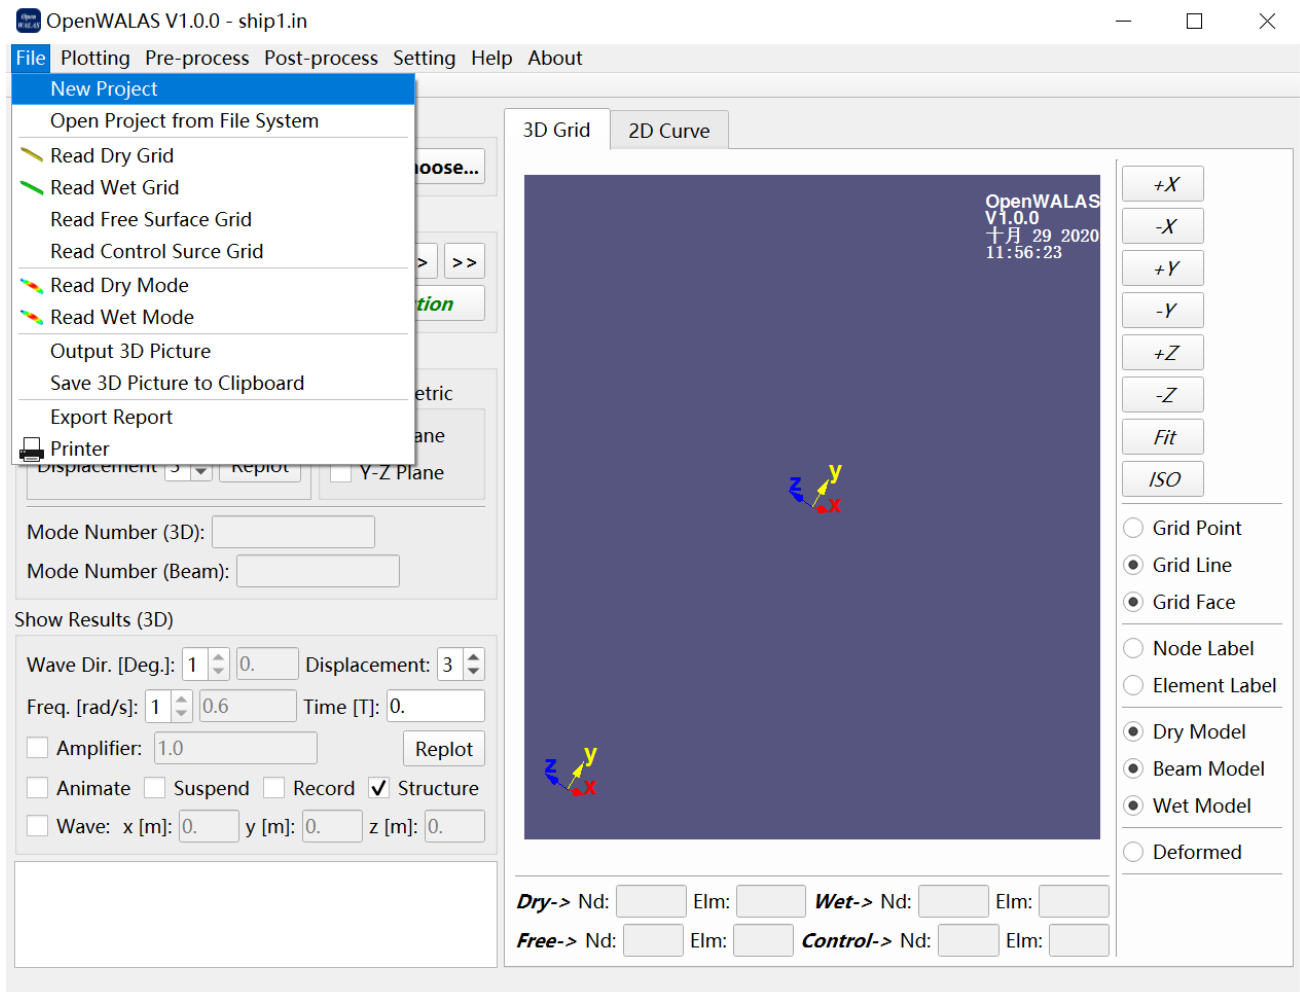 OpenWALAS V1.0.0 - ship1.in
File Plotting Pre-process Post-process Setting Help About
New Project
Open Project from File System
Read Dry Grid
Read Wet Grid
Read Free Surface Grid
Read Control Surce Grid
Read Dry Mode
Read Wet Mode
Output 3D Picture
Save 3D Picture to Clipboard
Export Report
Printer
oose...
> >>
tion
etric
ane
Displacement 3 Replot Y-Z Plane
Mode Number (3D):
Mode Number (Beam):
Show Results (3D)
Wave Dir. [Deg.]: 1 0. Displacement: 3
Freq. [rad/s]: 1 0.6 Time [T]: 0.
Amplifier: 1.0 Replot
Animate Suspend Record Structure
Wave: x [m]: 0. y [m]: 0. z [m]: 0.
3D Grid 2D Curve
OpenWALAS
V1.0.0
十月 29 2020
11:56:23
z y x
z y x
Dry-> Nd: Elm: Wet-> Nd: Elm:
Free-> Nd: Elm: Control-> Nd: Elm:
+X
-X
+Y
-Y
+Z
-Z
Fit
ISO
Grid Point
Grid Line
Grid Face
Node Label
Element Label
Dry Model
Beam Model
Wet Model
Deformed